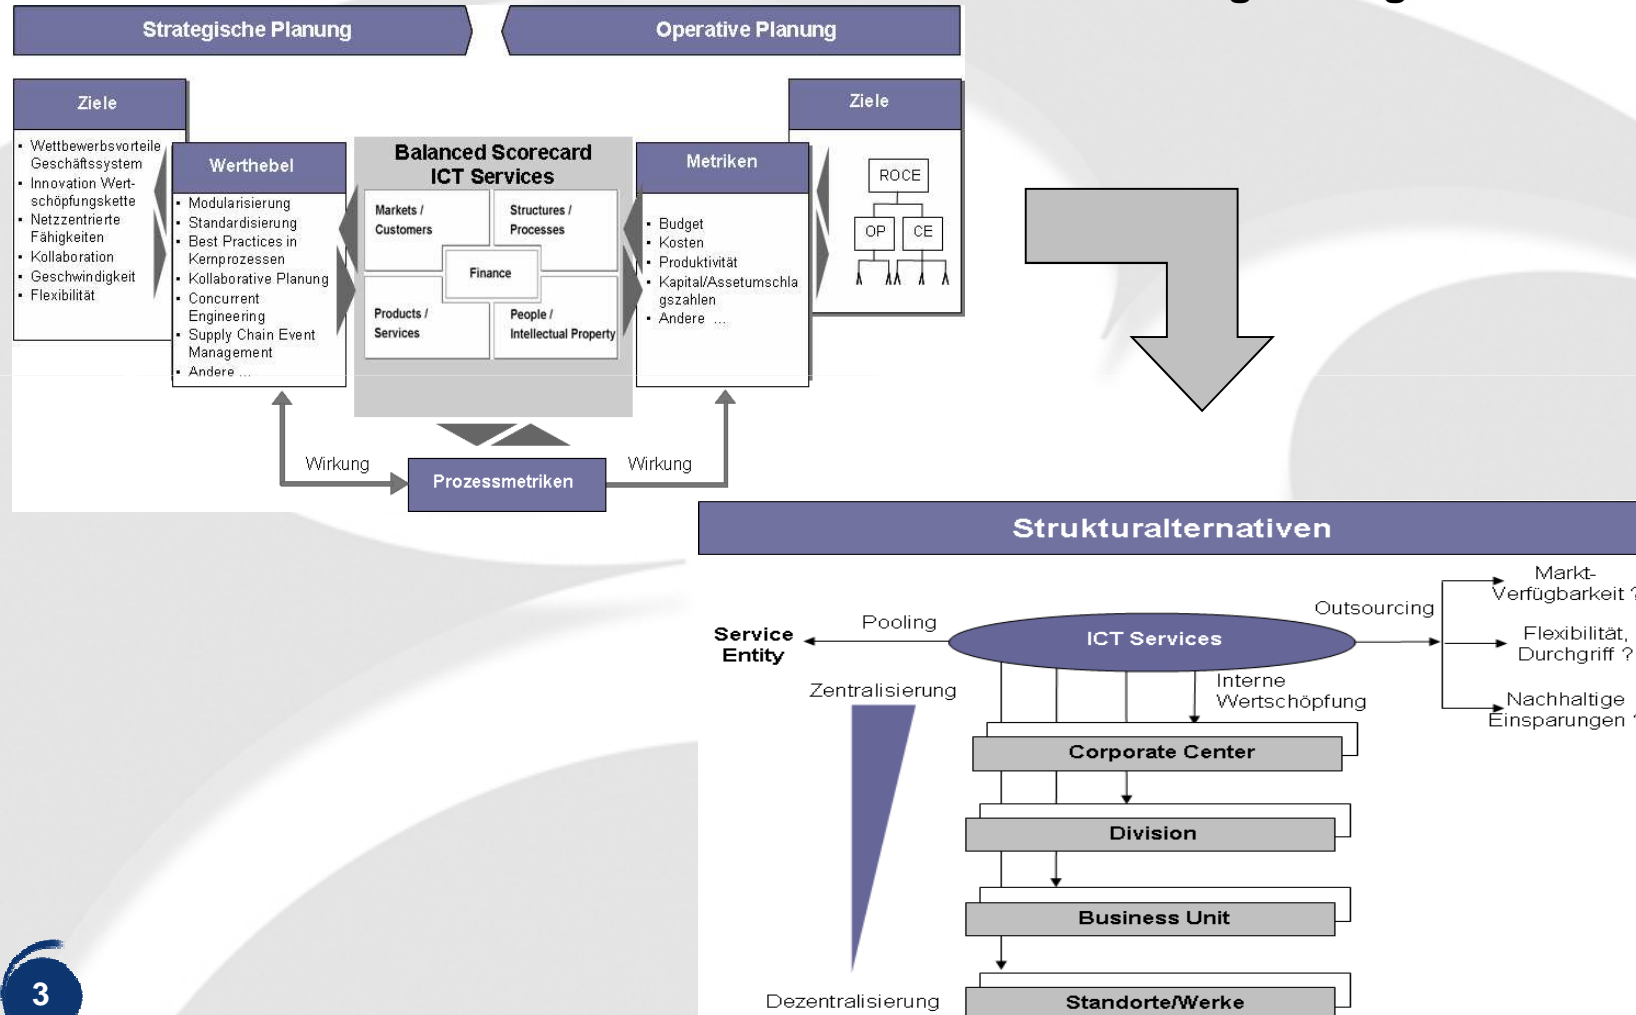 Strategische Planung
Operative Planung
Ziele
▪ Wettbewerbsvorteile
Geschäftssystem
▪ Innovation Wert-
schöpfungskette
▪ Netzzentrierte
Fähigkeiten
▪ Kollaboration
▪ Geschwindigkeit
▪ Flexibilität
Werthebel
▪ Modularisierung
▪ Standardisierung
▪ Best Practices in
Kernprozessen
▪ Kollaborative Planung
▪ Concurrent
Engineering
▪ Supply Chain Event
Management
▪ Andere ...
Balanced Scorecard
ICT Services
Markets /
Customers
Structures /
Processes
Finance
Products /
Services
People /
Intellectual Property
Metriken
▪ Budget
▪ Kosten
▪ Produktivität
▪ Kapital/Assetumschla
gszahlen
▪ Andere ...
Ziele
ROCE
OP
CE
Wirkung
Prozessmetriken
Wirkung
Strukturalternativen
Service
Entity
Pooling
ICT Services
Outsourcing
Markt-
Verfügbarkeit ?
Flexibilität,
Durchgriff ?
Nachhaltige
Einsparungen ?
Interne
Wertschöpfung
Zentralisierung
Corporate Center
Division
Business Unit
Standorte/Werke
Dezentralisierung
3